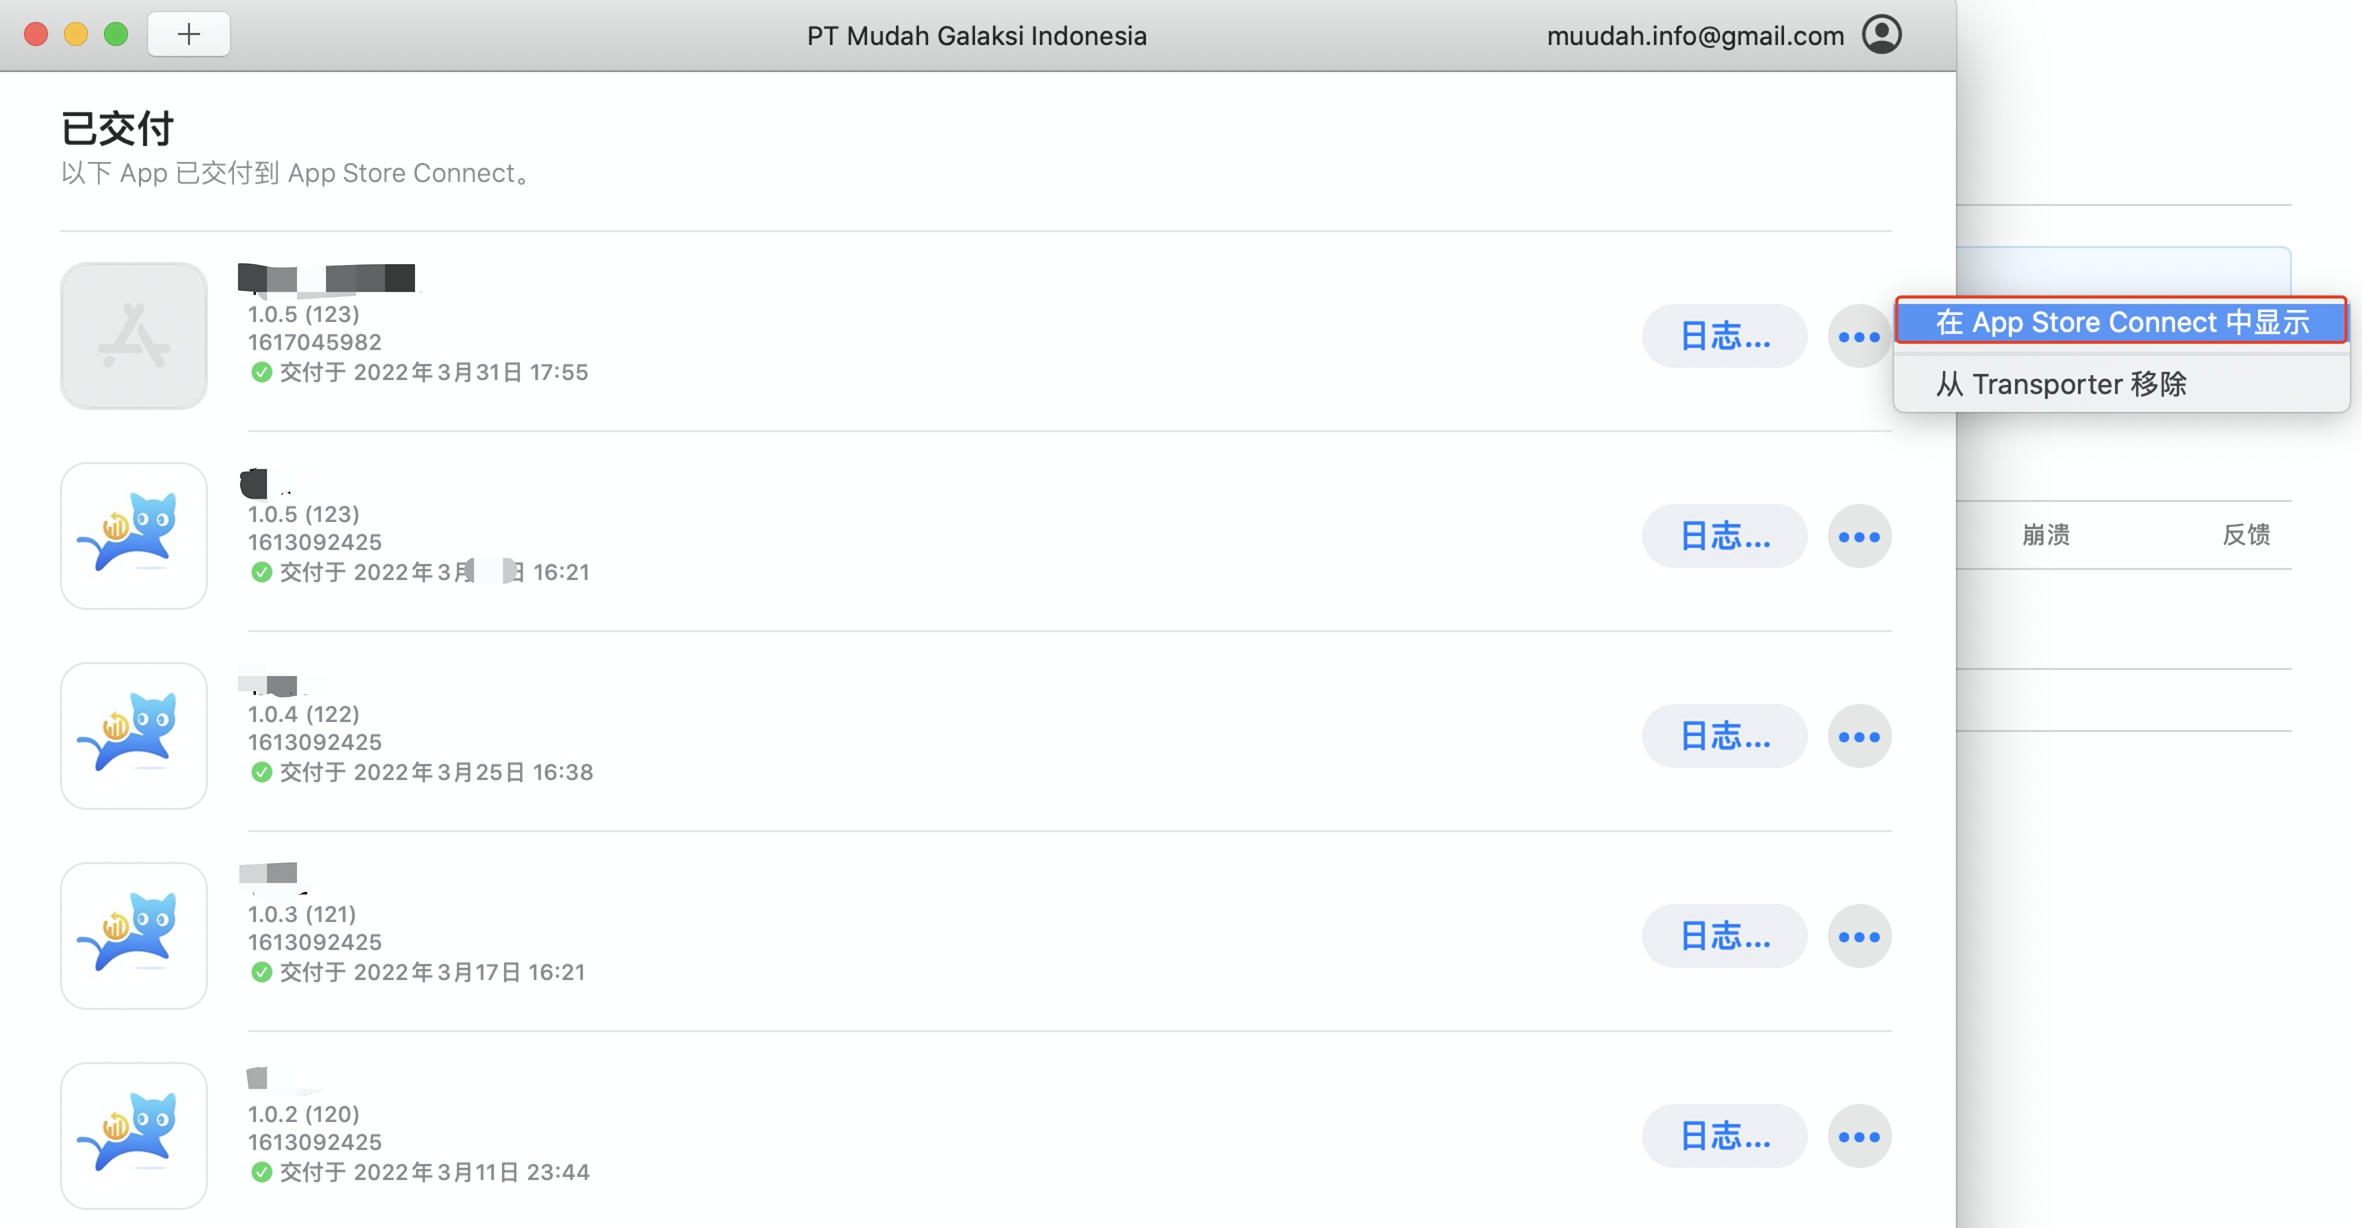 PT Mudah Galaksi Indonesia
muudah.info@gmail.com
已交付
以下 App 已交付到 App Store Connect。
1.0.5 (123)
1617045982
交付于 2022年3月31日 17:55
日志...
在 App Store Connect 中显示
从 Transporter 移除
1.0.5 (123)
1613092425
交付于 2022年3月 日 16:21
日志...
崩溃
反馈
1.0.4 (122)
1613092425
交付于 2022年3月25日 16:38
日志...
1.0.3 (121)
1613092425
交付于 2022年3月17日 16:21
日志...
1.0.2 (120)
1613092425
交付于 2022年3月11日 23:44
日志...